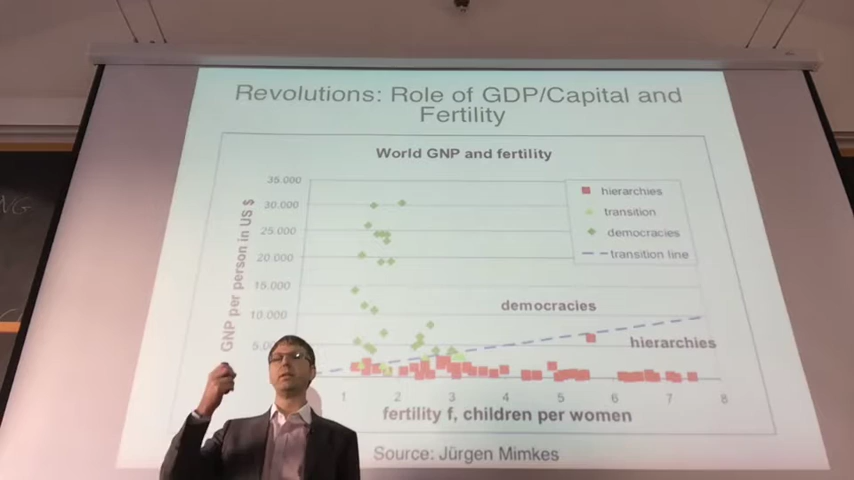 Revolutions: Role of GDP/Capital and
Fertility
World GNP and fertility
35.000
30.000
25.000
20.000
15.000
10.000
5.00
GNP per person in US $
hierarchies
transition
democracies
transition line
democracies
hierarchies
1 2 3 4 5 6 7 8
fertility f, children per women
Source: Jürgen Mimkes